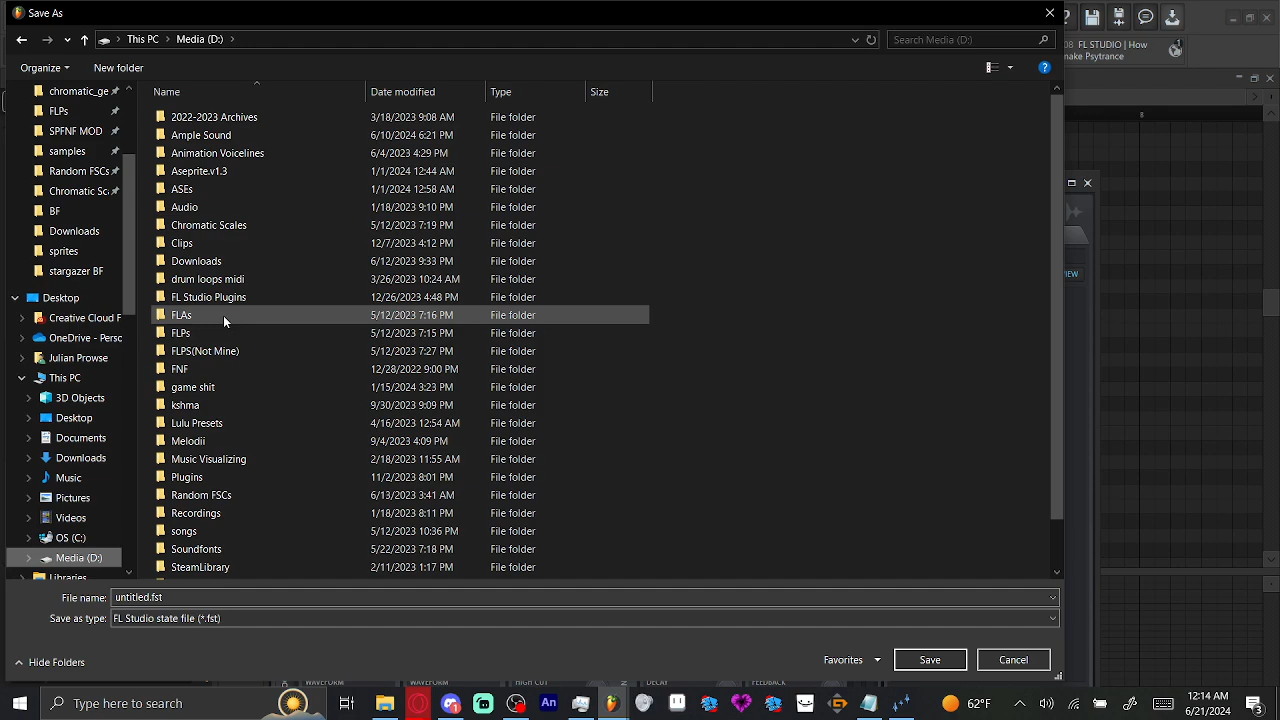 Save As
08 FL STUDIO | How
make Psytrance
This PC > Media (D:) >
Search Media (D:)
Organize
New folder
Name
Date modified
Type
Size
8
chromatic_ge
FLPs
SPFNF MOD
samples
Random FSCs
Chromatic Sc
BF
Downloads
sprites
stargazer BF
Desktop
Creative Cloud F
OneDrive - Perso
Julian Prowse
This PC
3D Objects
Desktop
Documents
Downloads
Music
Pictures
Videos
OS (C:)
Media (D:)
Libraries
2022-2023 Archives 3/18/2023 9:08 AM File folder
Ample Sound 6/10/2024 6:21 PM File folder
Animation Voicelines 6/4/2023 4:29 PM File folder
Aseprite.v1.3 1/1/2024 12:44 AM File folder
ASEs 1/1/2024 12:58 AM File folder
Audio 1/18/2023 9:10 PM File folder
Chromatic Scales 5/12/2023 7:19 PM File folder
Clips 12/7/2023 4:12 PM File folder
Downloads 6/12/2023 9:33 PM File folder
drum loops midi 3/26/2023 10:24 AM File folder
FL Studio Plugins 12/26/2023 4:48 PM File folder
FLAs 5/12/2023 7:16 PM File folder
FLPs 5/12/2023 7:15 PM File folder
FLPS(Not Mine) 5/12/2023 7:27 PM File folder
FNF 12/28/2022 9:00 PM File folder
game shit 1/15/2024 3:23 PM File folder
kshma 9/30/2023 9:09 PM File folder
Lulu Presets 4/16/2023 12:54 AM File folder
Melodii 9/4/2023 4:09 PM File folder
Music Visualizing 2/18/2023 11:55 AM File folder
Plugins 11/2/2023 8:01 PM File folder
Random FSCs 6/13/2023 3:41 AM File folder
Recordings 1/18/2023 8:11 PM File folder
songs 5/12/2023 10:36 PM File folder
Soundfonts 5/22/2023 7:18 PM File folder
SteamLibrary 2/11/2023 1:17 PM File folder
VIEW
File name: untitled.fst
Save as type: FL Studio state file (*.fst)
Hide Folders
Favorites
Save
Cancel
WAVEFORM
WAVEFORM
HIGH CUT
DECAY
FEEDBACK
Type here to search
An
62°F
12:14 AM
6/21/2024
3